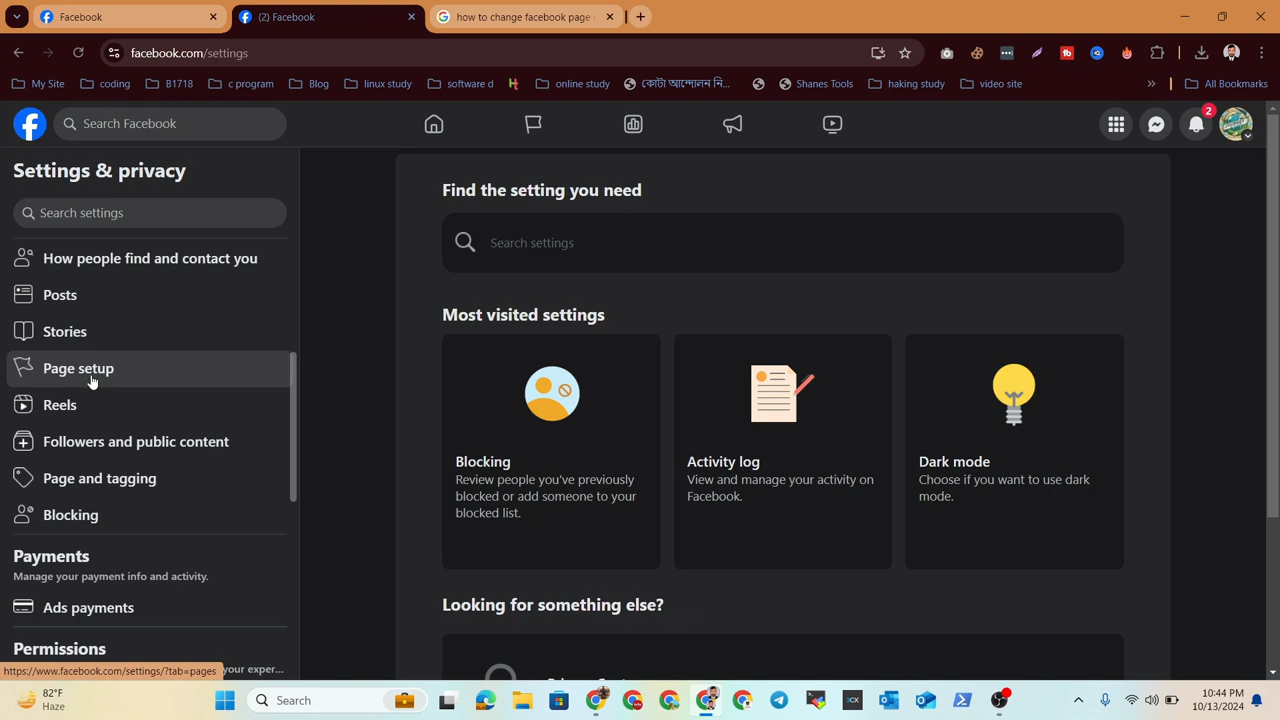 Facebook
(2) Facebook
how to change facebook page
facebook.com/settings
My Site
coding
B1718
c program
Blog
linux study
software d
online study
কোটা আন্দোলন নি...
Shanes Tools
haking study
video site
All Bookmarks
Search Facebook
2
Settings & privacy
Search settings
How people find and contact you
Posts
Stories
Page setup
Reels
Followers and public content
Page and tagging
Blocking
Payments
Manage your payment info and activity.
Ads payments
Permissions
your exper...
https://www.facebook.com/settings/?tab=pages
Find the setting you need
Search settings
Most visited settings
Blocking
Review people you've previously
blocked or add someone to your
blocked list.
Activity log
View and manage your activity on
Facebook.
Dark mode
Choose if you want to use dark
mode.
Looking for something else?
82°F
Haze
Search
10:44 PM
10/13/2024